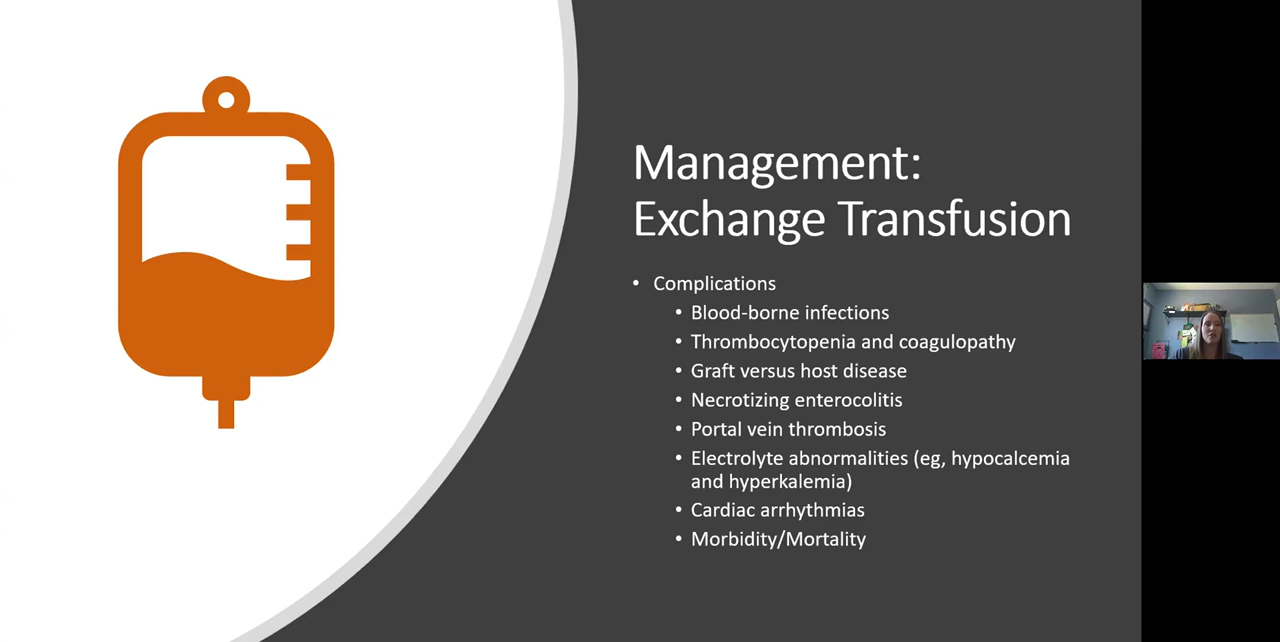 Management:
Exchange Transfusion
• Complications
• Blood-borne infections
• Thrombocytopenia and coagulopathy
• Graft versus host disease
• Necrotizing enterocolitis
• Portal vein thrombosis
• Electrolyte abnormalities (eg, hypocalcemia
and hyperkalemia)
• Cardiac arrhythmias
• Morbidity/Mortality